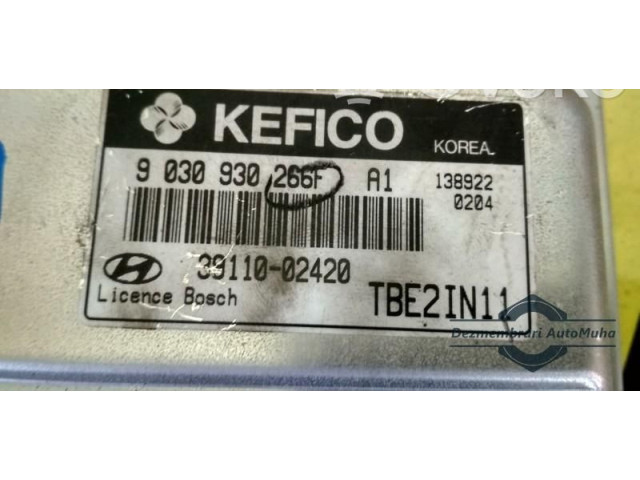 KEFICO
KOREA
9 030 930 266F A1 138922
0204
39110-02420
Licence Bosch TBE2IN11
Dezmembrari AutoMuha